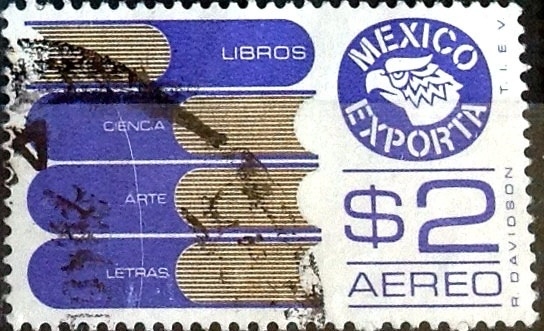 LIBROS
CIENCIA
ARTE
LETRAS
MEXICO
EXPORTA
$2
AEREO
T.I.E.V.
R DAVIDSON